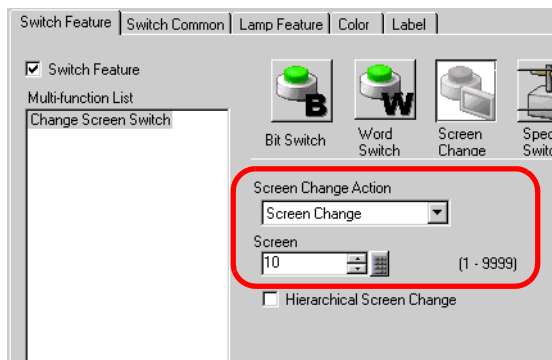 Switch Feature Switch Common Lamp Feature Color Label
Switch Feature
Multi-function List
Change Screen Switch
B W
Bit Switch Word Switch Screen Change
Screen Change Action
Screen Change
Screen
10 (1 - 9999)
Hierarchical Screen Change